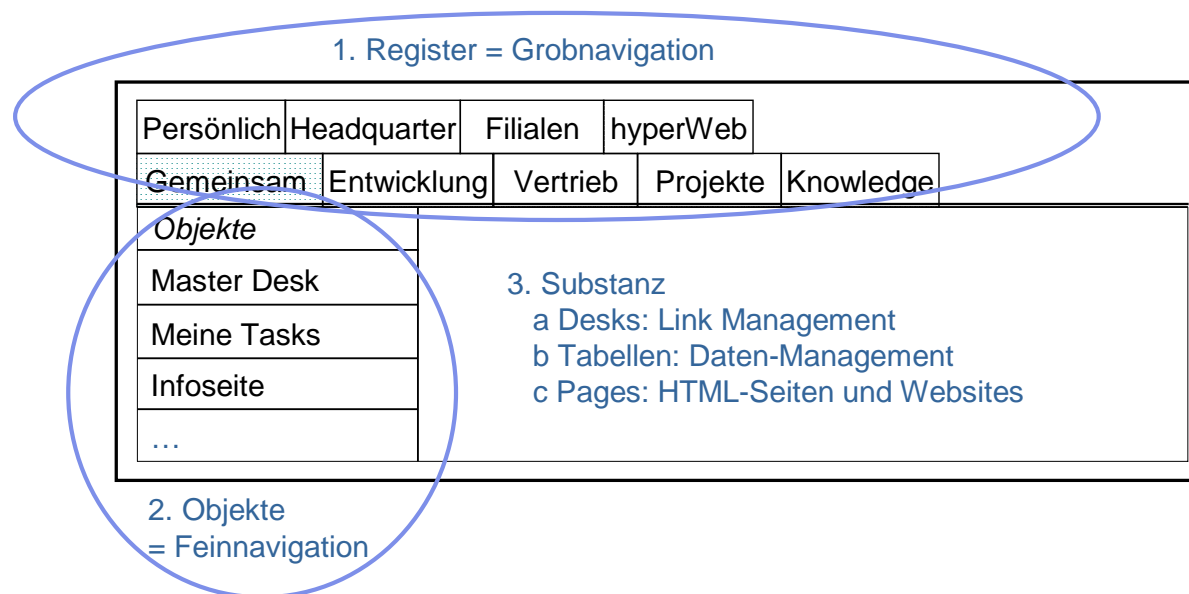 1. Register = Grobnavigation
Persönlich Headquarter Filialen hyperWeb
Gemeinsam Entwicklung Vertrieb Projekte Knowledge
Objekte
Master Desk
Meine Tasks
Infoseite
…
3. Substanz
a Desks: Link Management
b Tabellen: Daten-Management
c Pages: HTML-Seiten und Websites
2. Objekte
= Feinnavigation